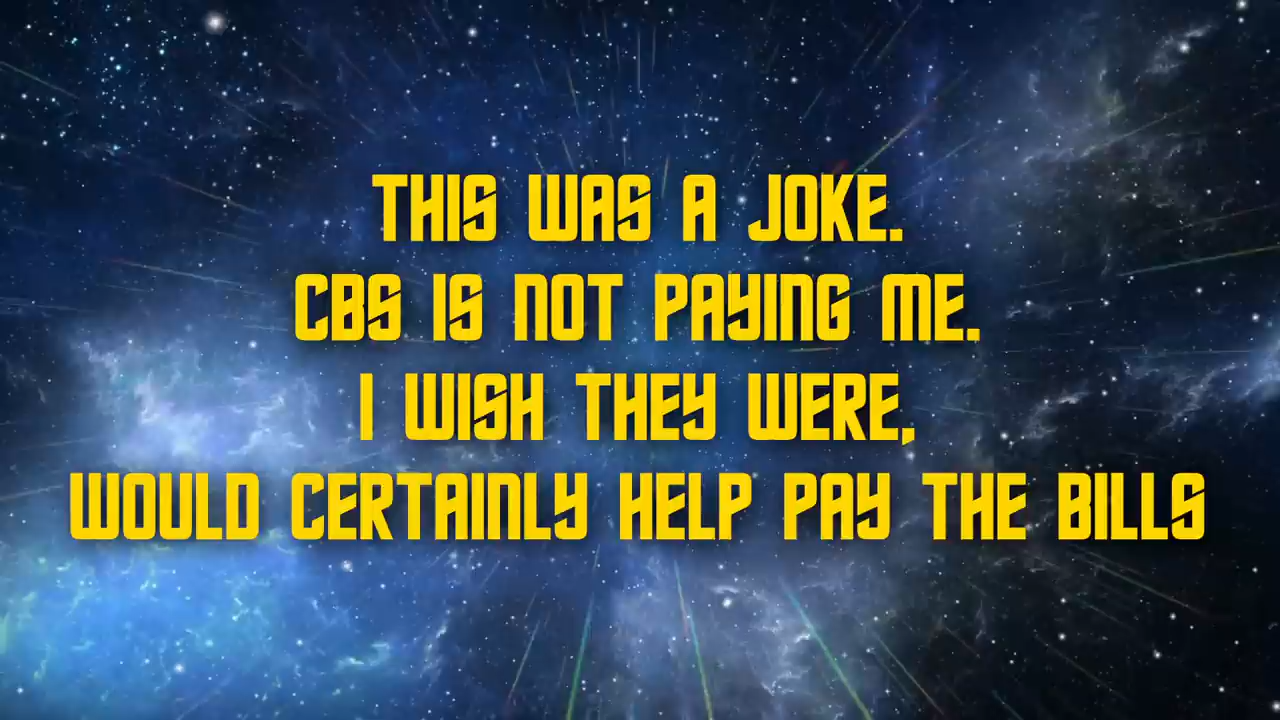 THIS WAS A JOKE.
CBS IS NOT PAYING ME.
I WISH THEY WERE,
WOULD CERTAINLY HELP PAY THE BILLS